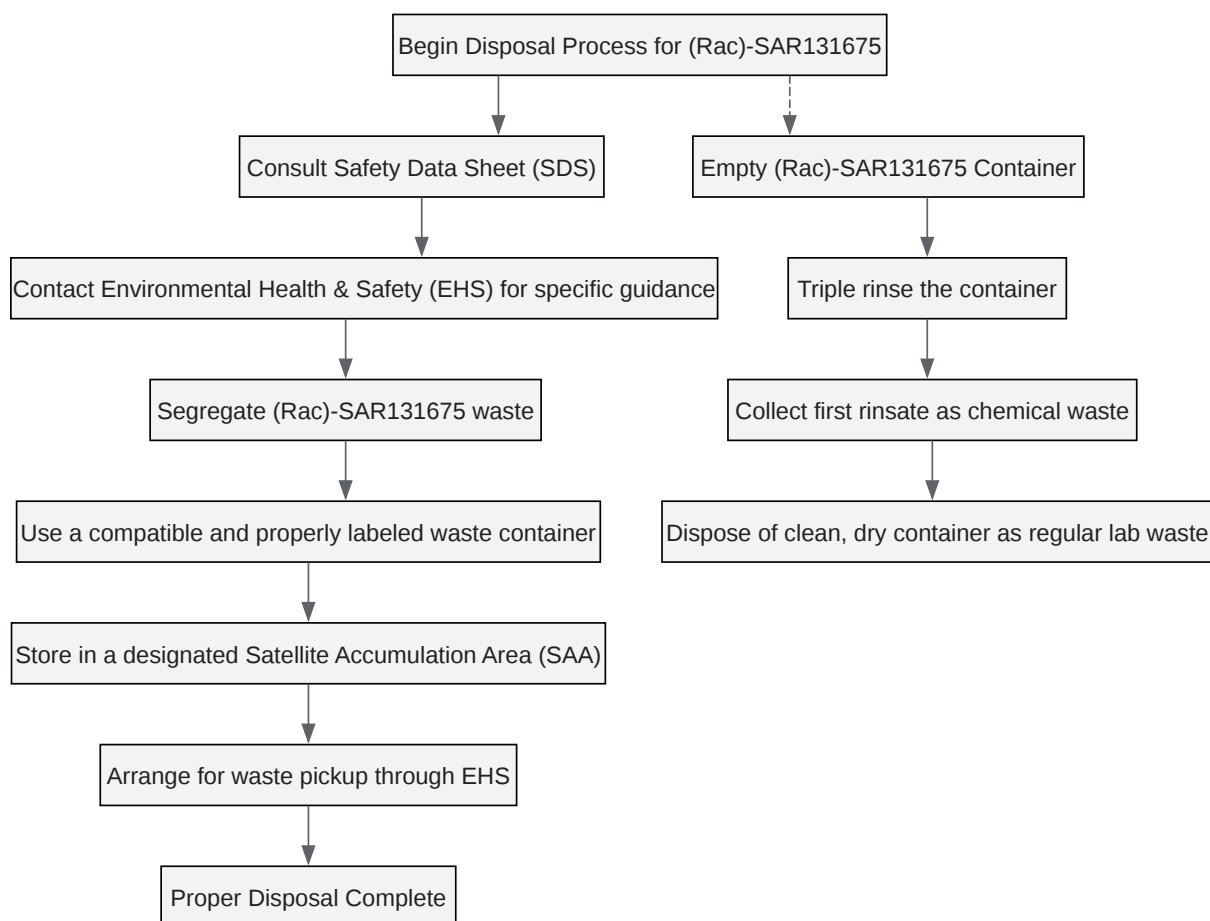 Begin Disposal Process for (Rac)-SAR131675
Consult Safety Data Sheet (SDS)
Empty (Rac)-SAR131675 Container
Contact Environmental Health & Safety (EHS) for specific guidance
Triple rinse the container
Segregate (Rac)-SAR131675 waste
Collect first rinsate as chemical waste
Use a compatible and properly labeled waste container
Dispose of clean, dry container as regular lab waste
Store in a designated Satellite Accumulation Area (SAA)
Arrange for waste pickup through EHS
Proper Disposal Complete